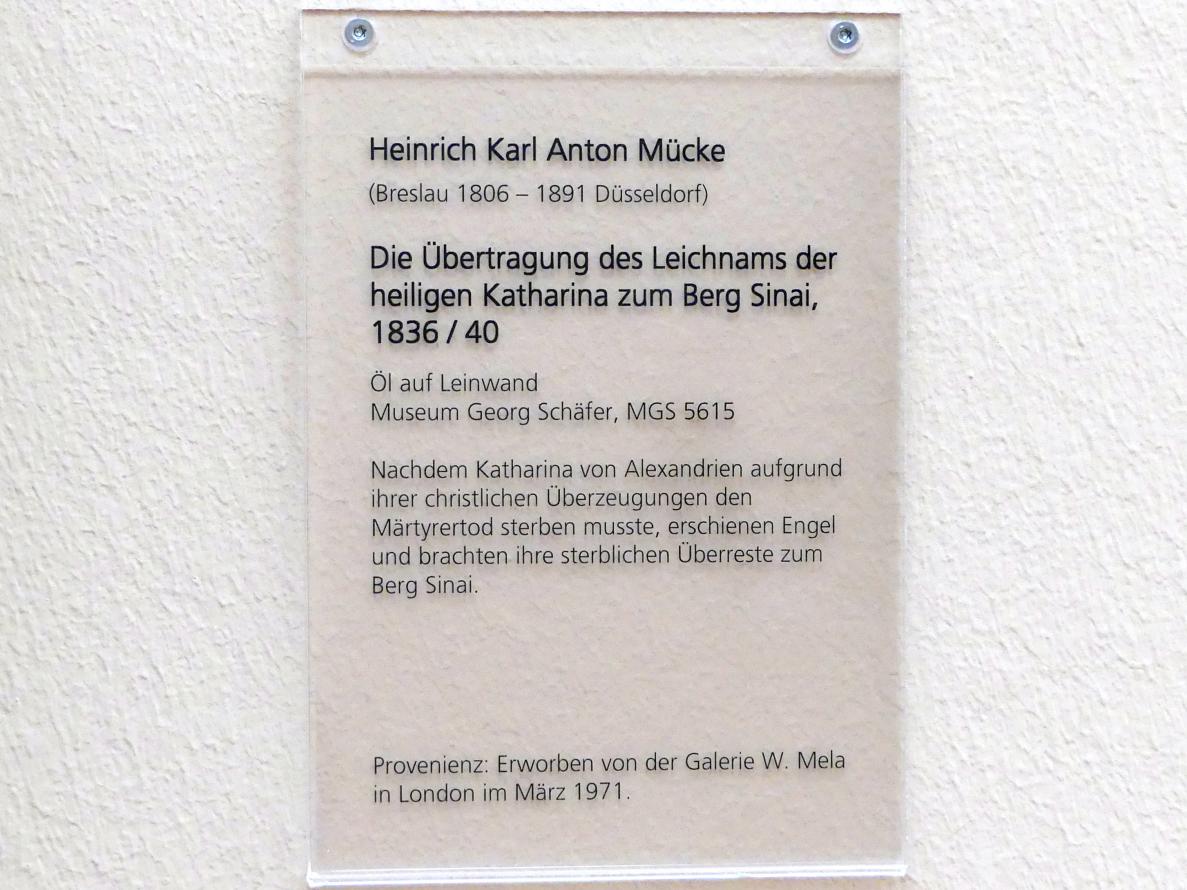 Heinrich Karl Anton Mücke
(Breslau 1806 – 1891 Düsseldorf)
Die Übertragung des Leichnams der
heiligen Katharina zum Berg Sinai,
1836 / 40
Öl auf Leinwand
Museum Georg Schäfer, MGS 5615
Nachdem Katharina von Alexandrien aufgrund
ihrer christlichen Überzeugungen den
Märtyrertod sterben musste, erschienen Engel
und brachten ihre sterblichen Überreste zum
Berg Sinai.
Provenienz: Erworben von der Galerie W. Mela
in London im März 1971.